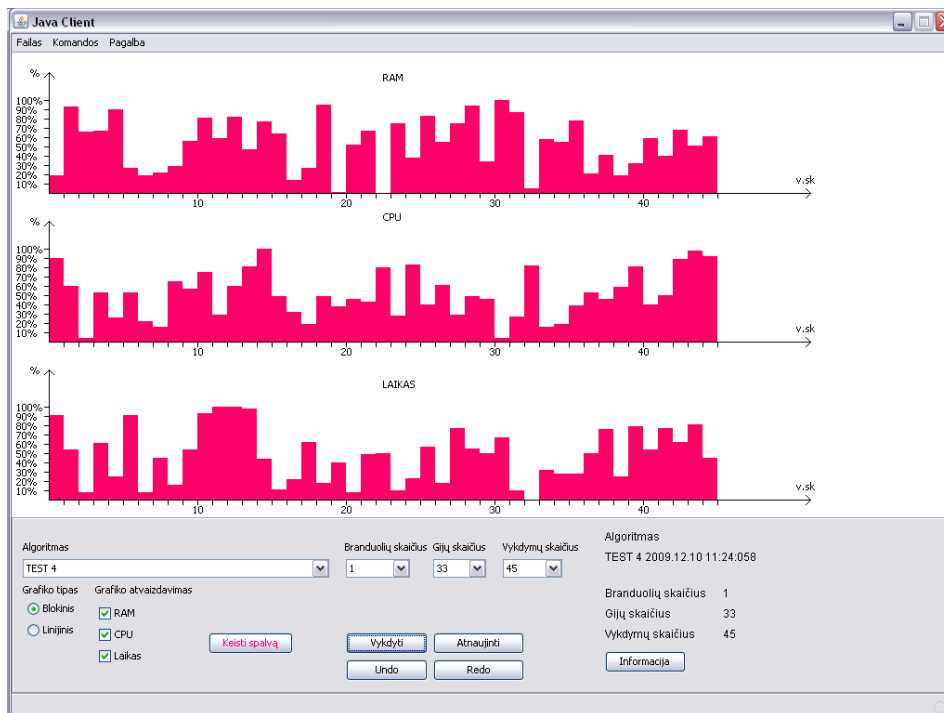 Java Client
Failas Komandos Pagalba
%
RAM
100%
90%
80%
70%
60%
50%
40%
30%
20%
10%
v.sk
10 20 30 40
%
CPU
100%
90%
80%
70%
60%
50%
40%
30%
20%
10%
v.sk
10 20 30 40
%
LAIKAS
100%
90%
80%
70%
60%
50%
40%
30%
20%
10%
v.sk
10 20 30 40
Algoritmas Branduolių skaičius Gijų skaičius Vykdymų skaičius
TEST 4 1 33 45
Grafiko tipas Grafiko atvaizdavimas
Blokinis
Linijinis
RAM
CPU
Laikas
Keisti spalvą
Vykdyti Atnaujinti
Undo Redo
Algoritmas
TEST 4 2009.12.10 11:24:058
Branduolių skaičius 1
Gijų skaičius 33
Vykdymų skaičius 45
Informacija